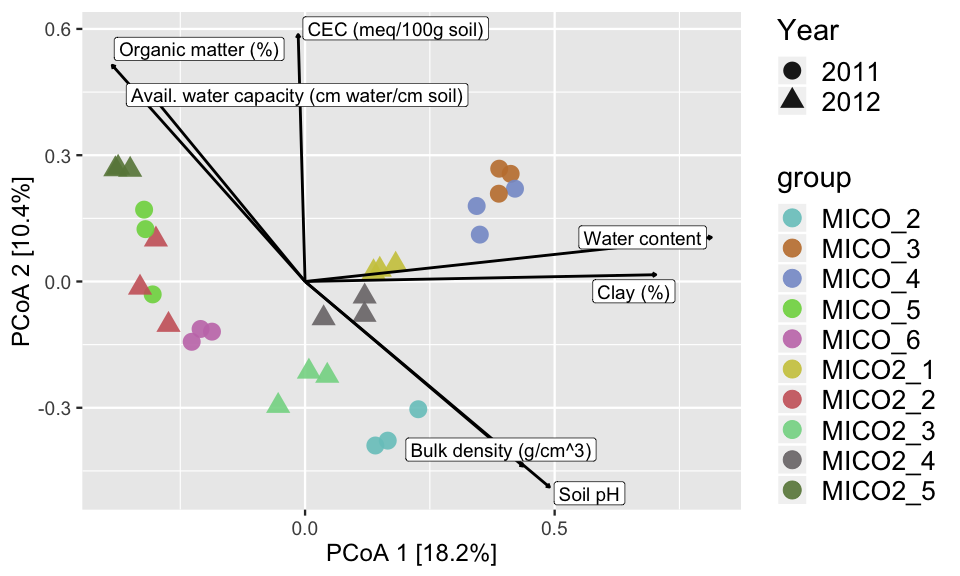 0.6
0.3
0.0
-0.3
PCoA 2 [10.4%]
CEC (meq/100g soil)
Organic matter (%)
Avail. water capacity (cm water/cm soil)
Water content
Clay (%)
Bulk density (g/cm^3)
Soil pH
0.0
0.5
PCoA 1 [18.2%]
Year
2011
2012
group
MICO_2
MICO_3
MICO_4
MICO_5
MICO_6
MICO2_1
MICO2_2
MICO2_3
MICO2_4
MICO2_5